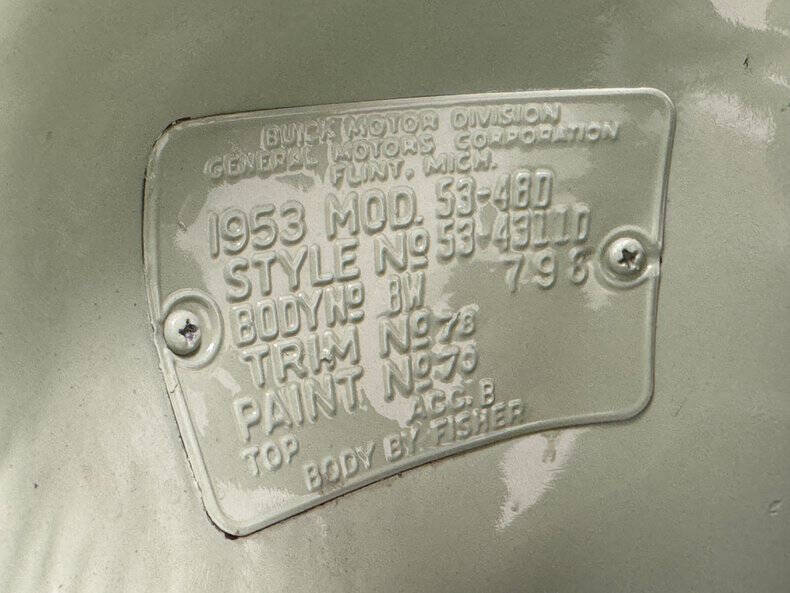 BUICK MOTOR DIVISION
GENERAL MOTORS CORPORATION
FLINT, MICH.
1953 MOD. 53-48D
STYLE Nº 53-4311D
BODY Nº BW 798
TRIM Nº 78
PAINT Nº 70
TOP ACC. B
BODY BY FISHER